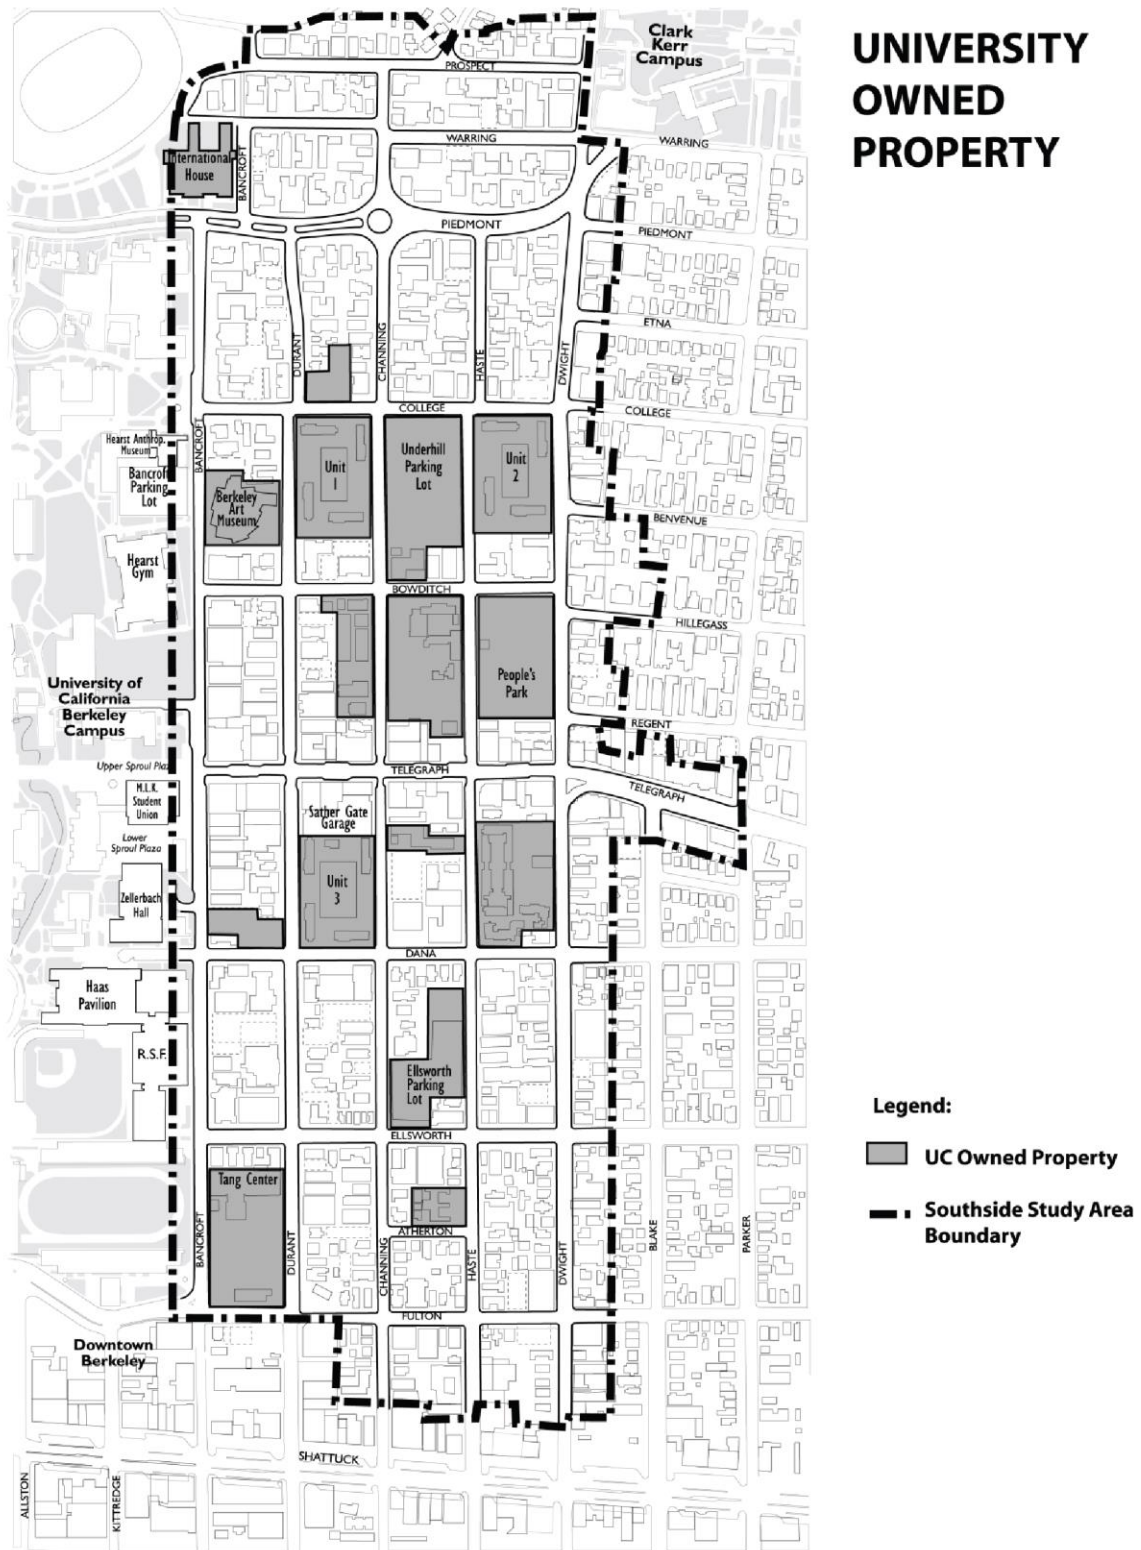 UNIVERSITY
OWNED
PROPERTY
Clark
Kerr
Campus
PROSPECT
WARRING
WARRING
International
House
BANCROFT
PIEDMONT
PIEDMONT
ETNA
DURANT
CHANNING
HASTE
DWIGHT
COLLEGE
COLLEGE
BANCROFT
Hearst Anthrop.
Museum
Bancroft
Parking
Lot
Berkeley
Art
Museum
Unit
1
Underhill
Parking
Lot
Unit
2
BENVENUE
Hearst
Gym
BOWDITCH
HILLEGASS
People's
Park
University of
California
Berkeley
Campus
REGENT
Upper Sproul Plaz
TELEGRAPH
TELEGRAPH
M.L.K.
Student
Union
Sather Gate
Garage
Lower
Sproul Plaza
Unit
3
Zellerbach
Hall
DANA
Haas
Pavilion
R.S.F.
Ellsworth
Parking
Lot
ELLSWORTH
Tang Center
BANCROFT
DURANT
CHANNING
ATHERTON
HASTE
DWIGHT
BLAKE
PARKER
FULTON
Downtown
Berkeley
SHATTUCK
ALLSTON
KITTREDGE
Legend:
UC Owned Property
Southside Study Area
Boundary